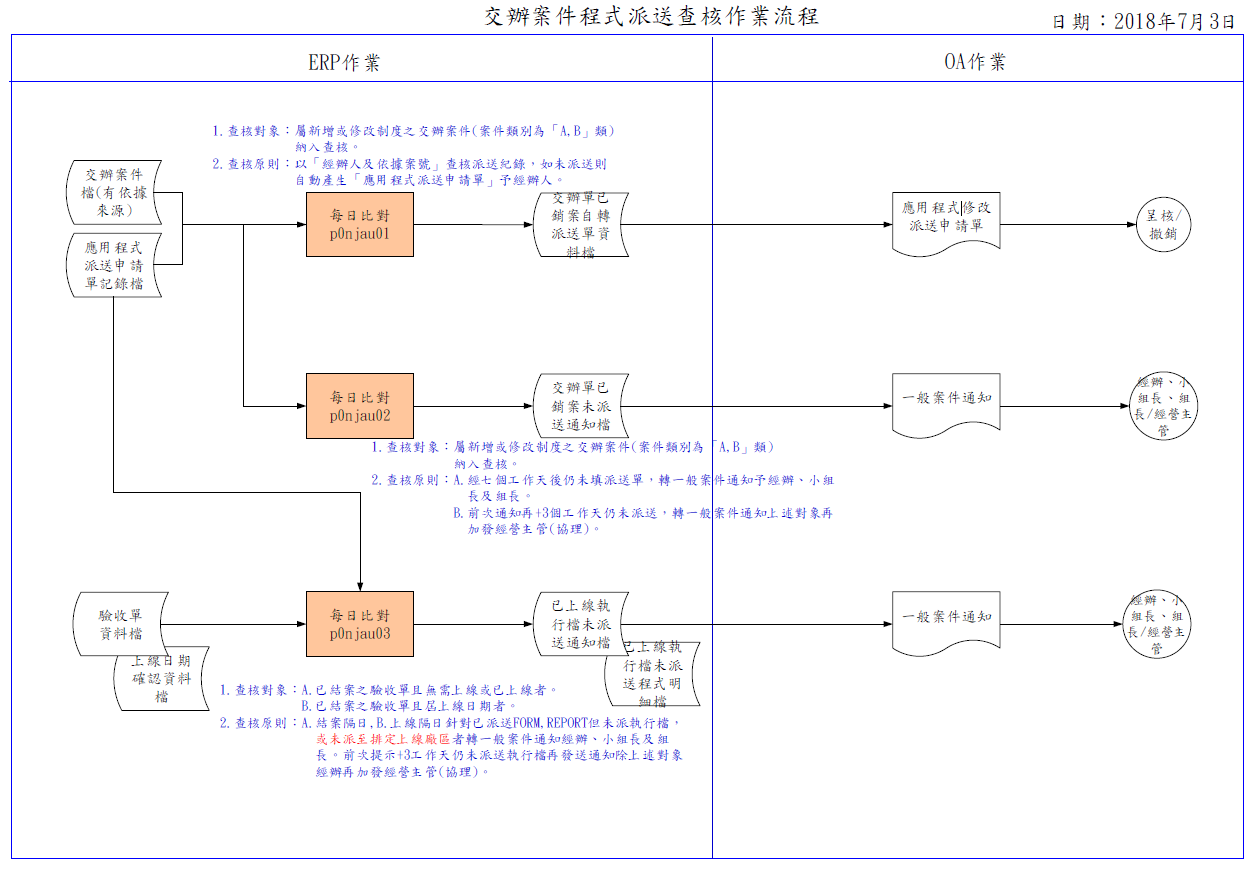 交辦案件程式派送查核作業流程
日期：2018年7月3日
ERP作業
OA作業
1.查核對象：屬新增或修改制度之交辦案件(案件類別為「A,B」類)
納入查核。
2.查核原則：以「經辦人及依據案號」查核派送紀錄，如未派送則
自動產生「應用程式派送申請單」予經辦人。
交辦案件
檔(有依據
來源)
應用程式
派送申請
單記錄檔
每日比對
p0njau01
交辦單已
銷案自轉
派送單資
料檔
應用程式修改
派送申請單
呈核/
撤銷
每日比對
p0njau02
交辦單已
銷案未派
送通知檔
一般案件通知
經辦、小
組長、組
長/經營主
管
1.查核對象：屬新增或修改制度之交辦案件(案件類別為「A,B」類)
納入查核。
2.查核原則：A.經七個工作天後仍未填派送單，轉一般案件通知予經辦、小組
長及組長。
B.前次通知再+3個工作天仍未派送，轉一般案件通知上述對象再
加發經營主管(協理)。
驗收單
資料檔
上線日期
確認資料
檔
每日比對
p0njau03
已上線執
行檔未派
送通知檔
已上線執
行檔未派
送程式明
細檔
一般案件通知
經辦、小
組長、組
長/經營主
管
1.查核對象：A.已結案之驗收單且無需上線或已上線者。
B.已結案之驗收單且屆上線日期者。
2.查核原則：A.結案隔日,B.上線隔日針對已派送FORM,REPORT但未派執行檔，
或未派至排定上線廠區者轉一般案件通知經辦、小組長及組
長。前次提示+3工作天仍未派送執行檔再發送通知除上述對象
經辦再加發經營主管(協理)。